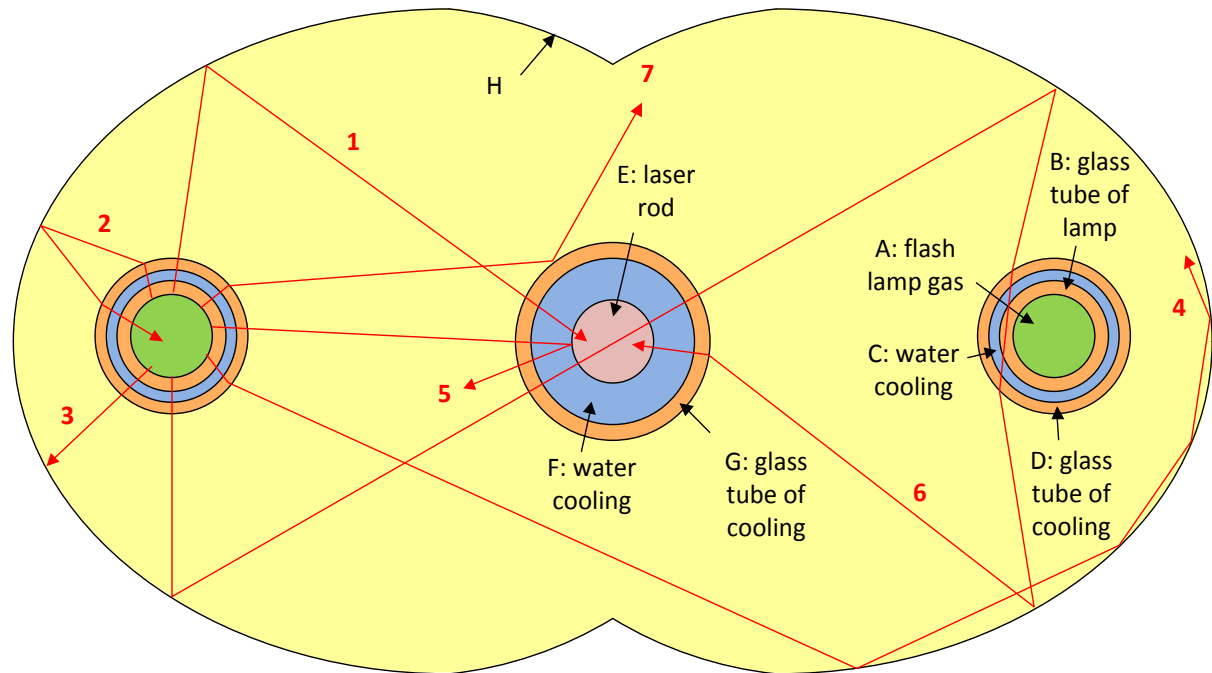 7
H
1
E: laser
rod
B: glass
tube of
lamp
2
A: flash
lamp gas
4
C: water
cooling
5
3
F: water
cooling
G: glass
tube of
cooling
6
D: glass
tube of
cooling